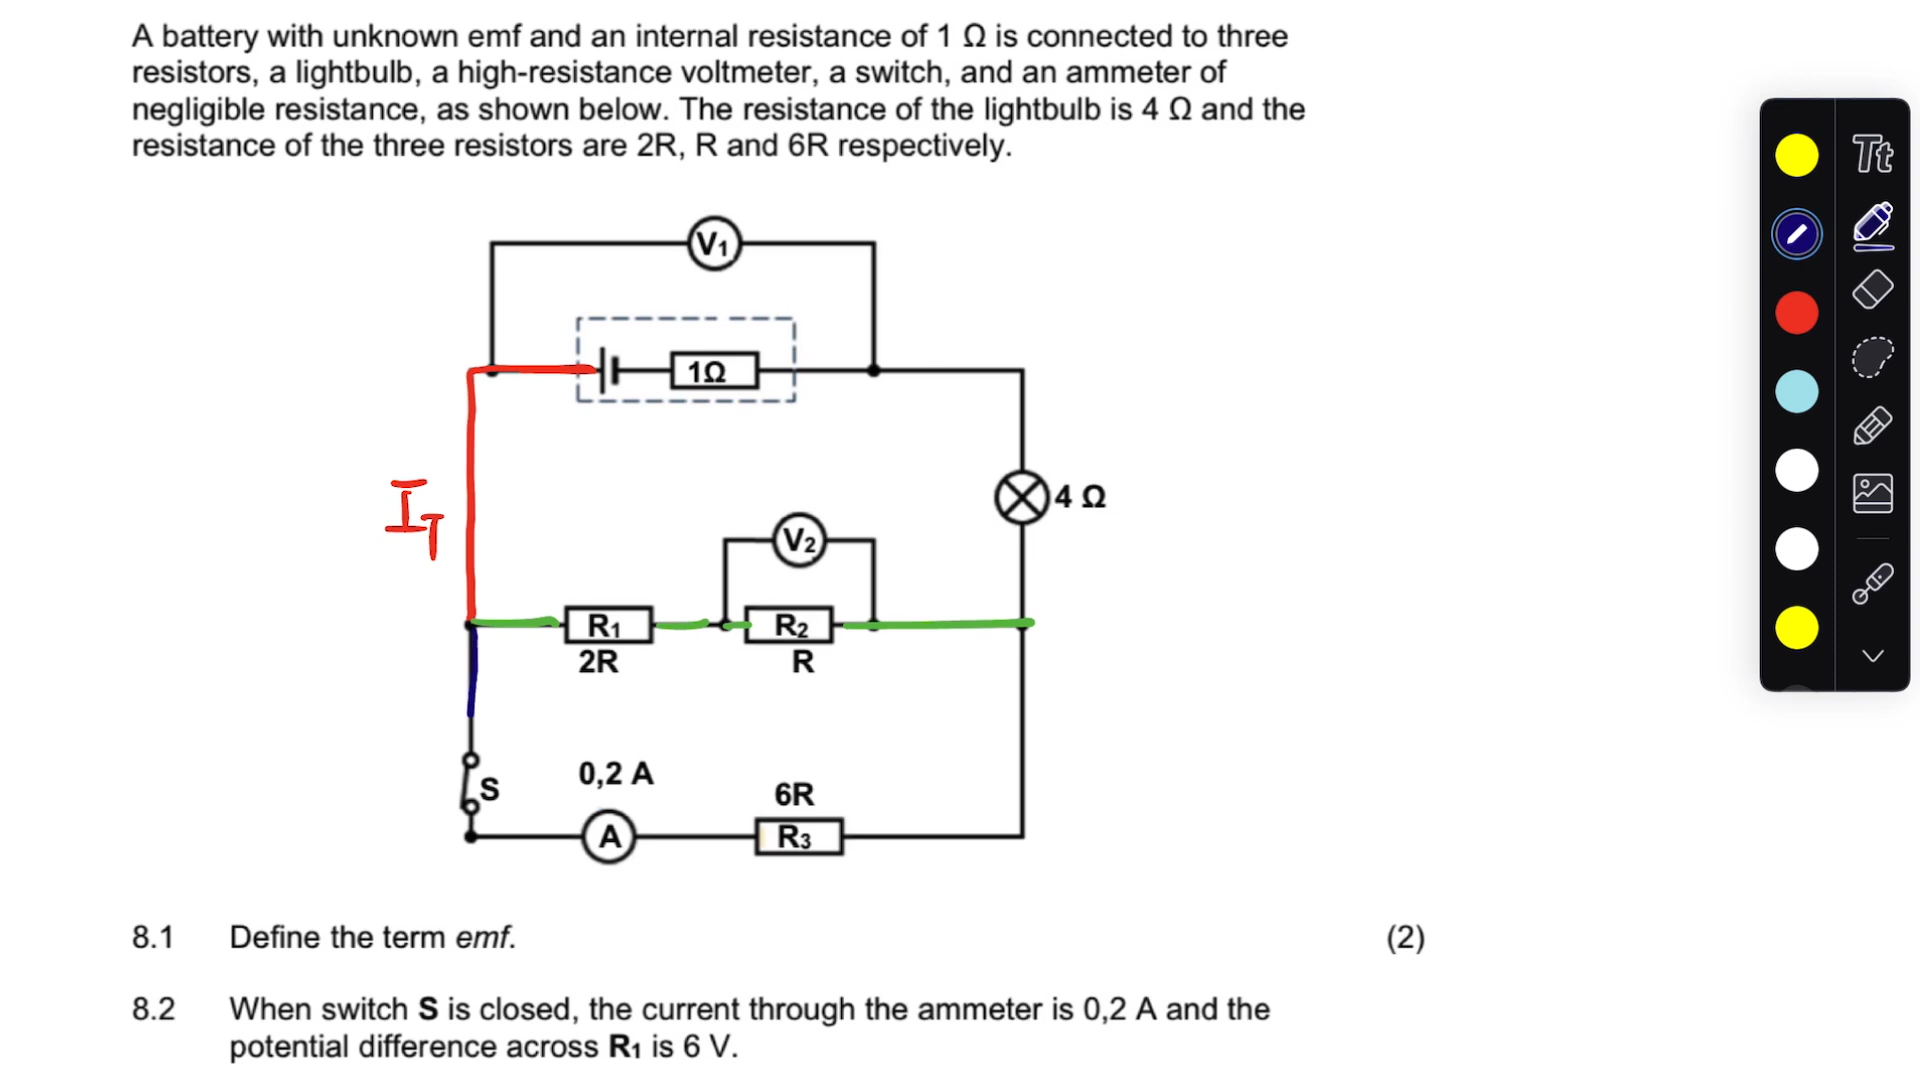 A battery with unknown emf and an internal resistance of 1 Ω is connected to three
resistors, a lightbulb, a high-resistance voltmeter, a switch, and an ammeter of
negligible resistance, as shown below. The resistance of the lightbulb is 4 Ω and the
resistance of the three resistors are 2R, R and 6R respectively.
Tt
V₁
1Ω
4 Ω
I_T
V₂
R₁
R₂
2R
R
S
0,2 A
6R
A
R₃
8.1 Define the term emf. (2)
8.2 When switch S is closed, the current through the ammeter is 0,2 A and the
potential difference across R₁ is 6 V.